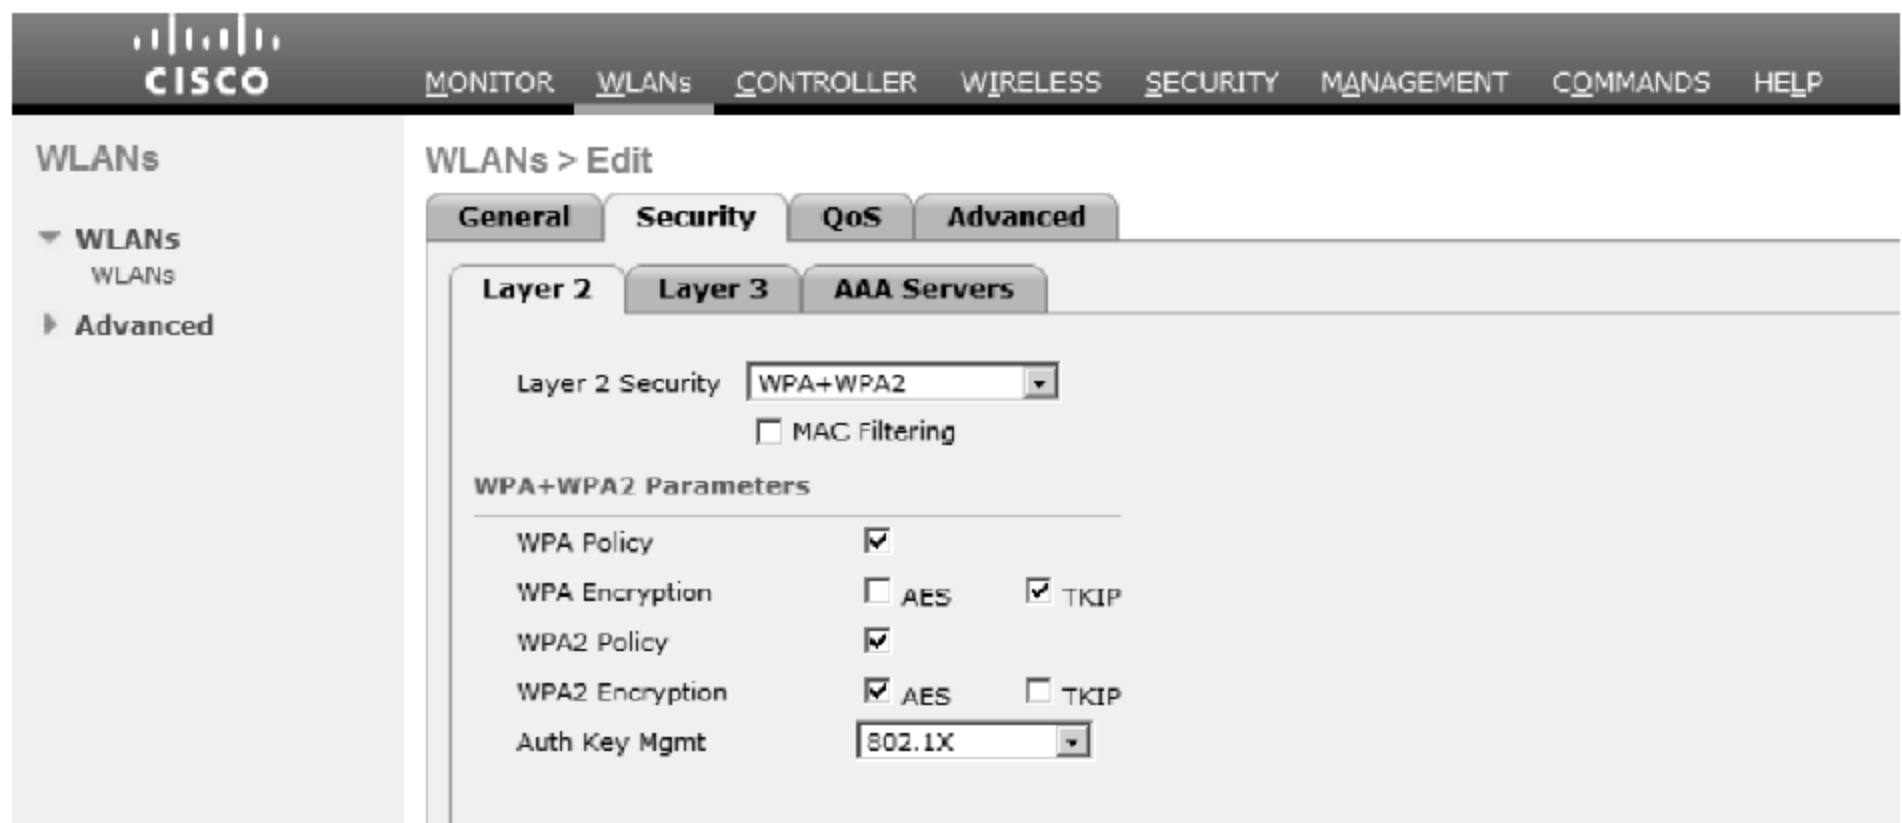 CISCO
MONITOR WLANs CONTROLLER WIRELESS SECURITY MANAGEMENT COMMANDS HELP
WLANs
WLANs
WLANs
Advanced
WLANs > Edit
General Security QoS Advanced
Layer 2 Layer 3 AAA Servers
Layer 2 Security WPA+WPA2
MAC Filtering
WPA+WPA2 Parameters
WPA Policy
WPA Encryption AES TKIP
WPA2 Policy
WPA2 Encryption AES TKIP
Auth Key Mgmt 802.1X